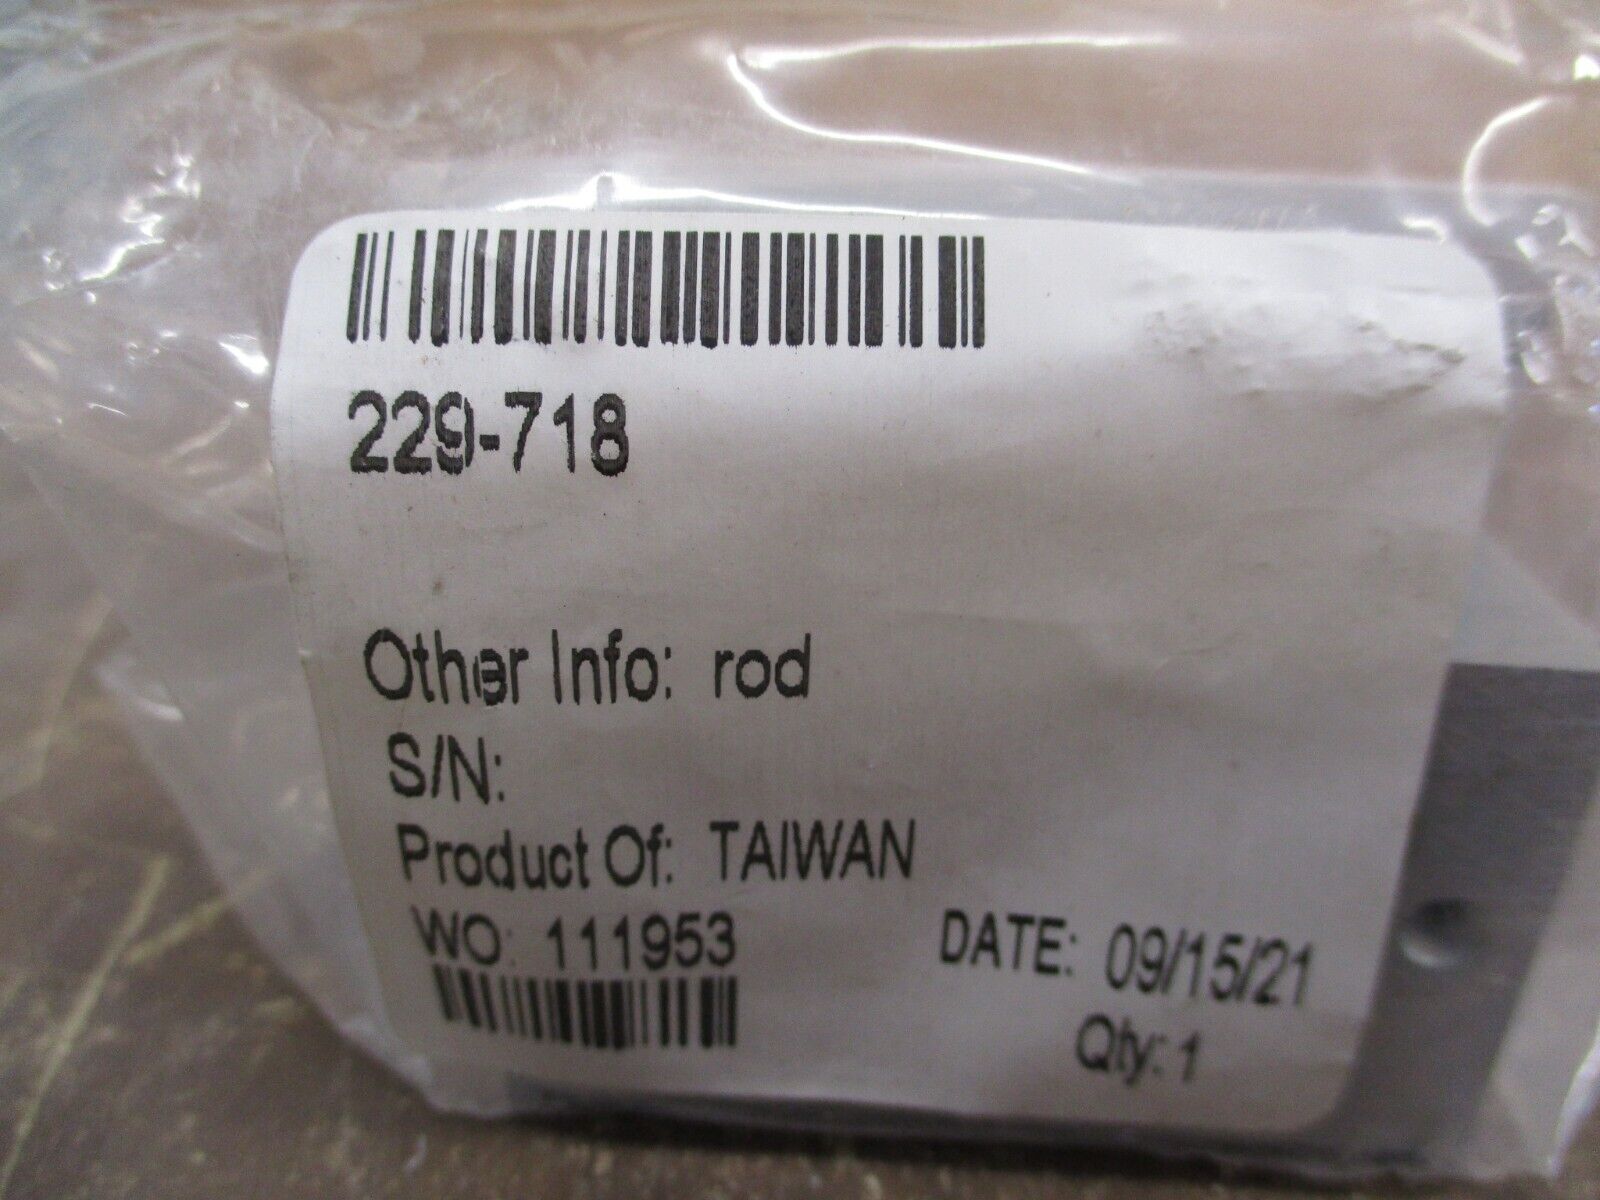 229-718
Other Info: rod
S/N:
Product Of: TAIWAN
WO: 111953
DATE: 09/15/21
Qty: 1